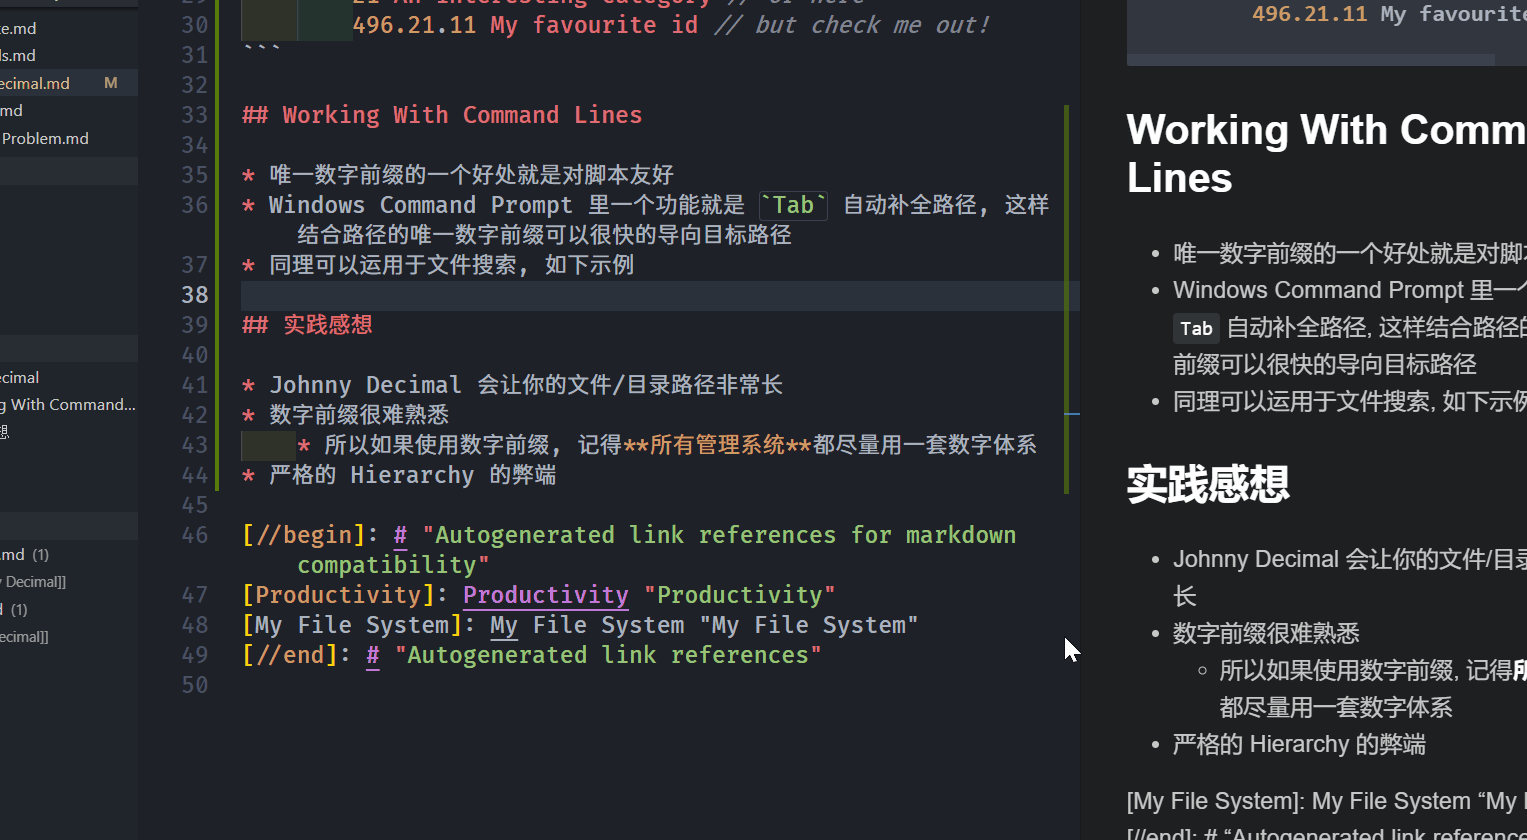 e.md
ls.md
ecimal.md M
md
Problem.md
ecimal
g With Command...
想
.md (1)
Decimal]]
(1)
ecimal]]
29 21 An Interesting Category // or here
30 496.21.11 My favourite id // but check me out!
31 ```
32
33 ## Working With Command Lines
34
35 * 唯一数字前缀的一个好处就是对脚本友好
36 * Windows Command Prompt 里一个功能就是 `Tab` 自动补全路径, 这样
结合路径的唯一数字前缀可以很快的导向目标路径
37 * 同理可以运用于文件搜索, 如下示例
38
39 ## 实践感想
40
41 * Johnny Decimal 会让你的文件/目录路径非常长
42 * 数字前缀很难熟悉
43 * 所以如果使用数字前缀, 记得**所有管理系统**都尽量用一套数字体系
44 * 严格的 Hierarchy 的弊端
45
46 [//begin]: # "Autogenerated link references for markdown
compatibility"
47 [Productivity]: Productivity "Productivity"
48 [My File System]: My File System "My File System"
49 [//end]: # "Autogenerated link references"
50
496.21.11 My favourite
Working With Comm
Lines
• 唯一数字前缀的一个好处就是对脚本
• Windows Command Prompt 里一个
Tab 自动补全路径, 这样结合路径的
前缀可以很快的导向目标路径
• 同理可以运用于文件搜索, 如下示例
实践感想
• Johnny Decimal 会让你的文件/目录
长
• 数字前缀很难熟悉
◦ 所以如果使用数字前缀, 记得所
都尽量用一套数字体系
• 严格的 Hierarchy 的弊端
[My File System]: My File System “My F
[//end]: # “Autogenerated link reference